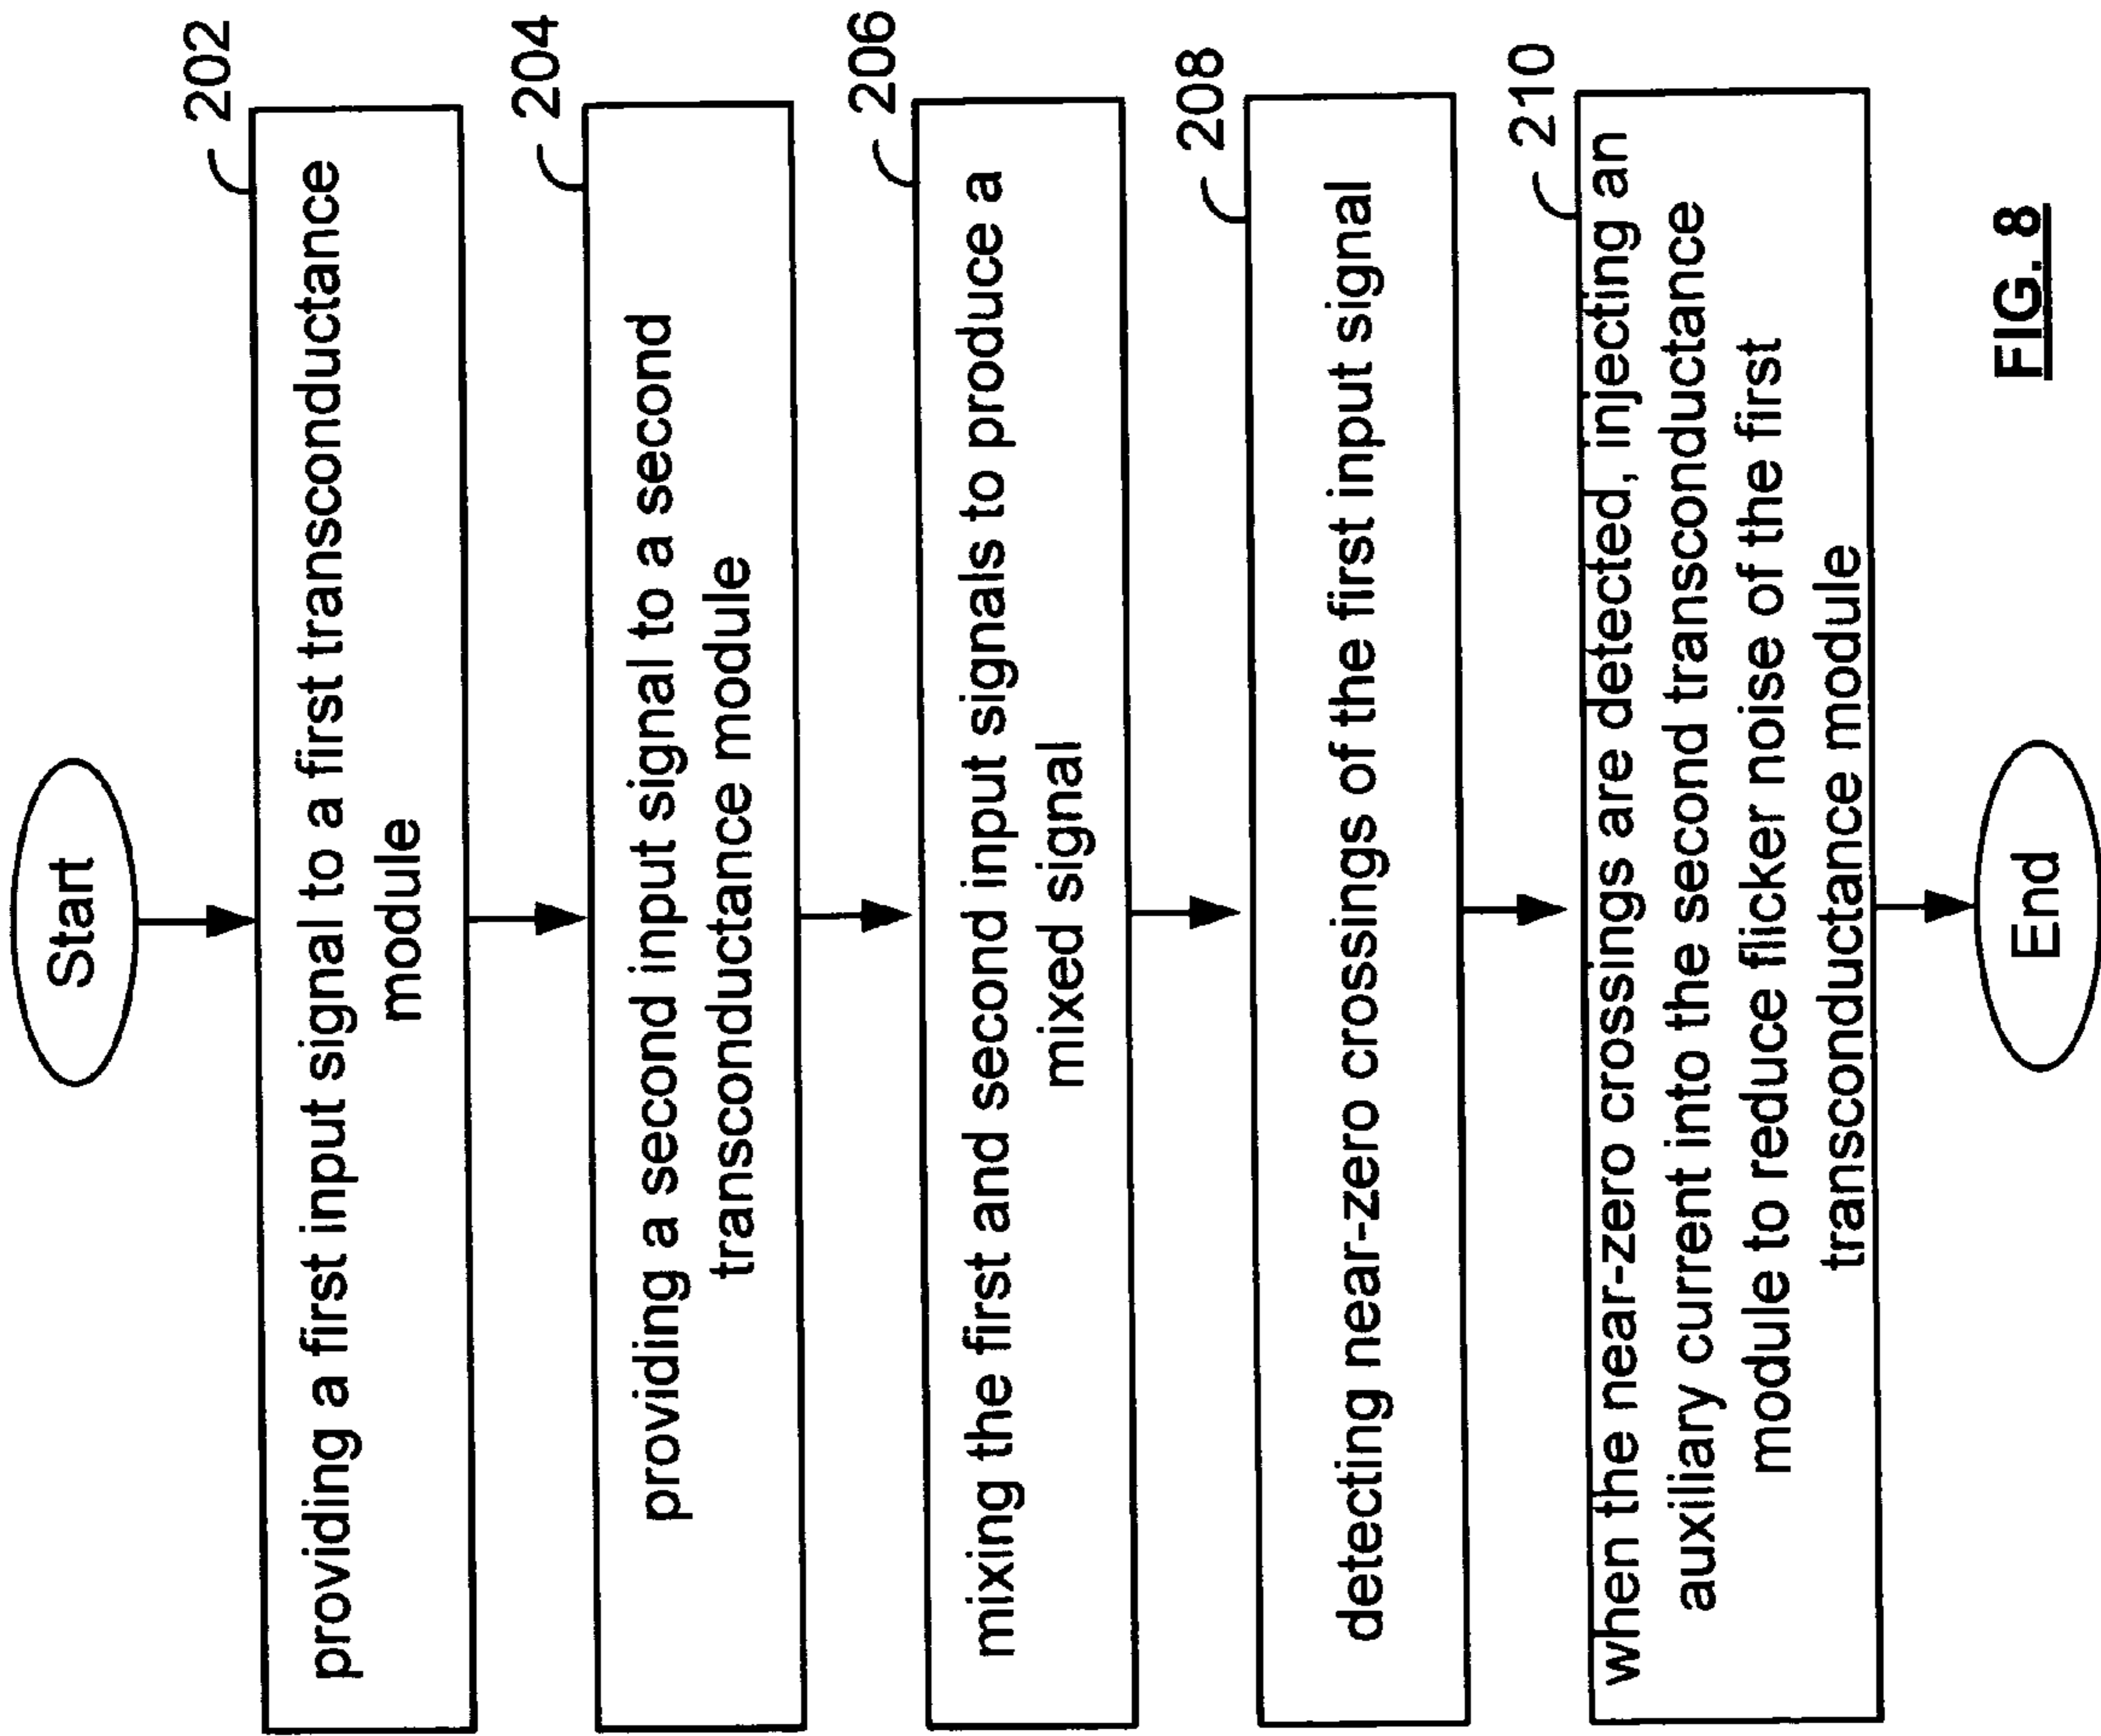 Start
202
providing a first input signal to a first transconductance
module
204
providing a second input signal to a second
transconductance module
206
mixing the first and second input signals to produce a
mixed signal
208
detecting near-zero crossings of the first input signal
210
when the near-zero crossings are detected, injecting an
auxiliary current into the second transconductance
module to reduce flicker noise of the first
transconductance module
End
FIG. 8